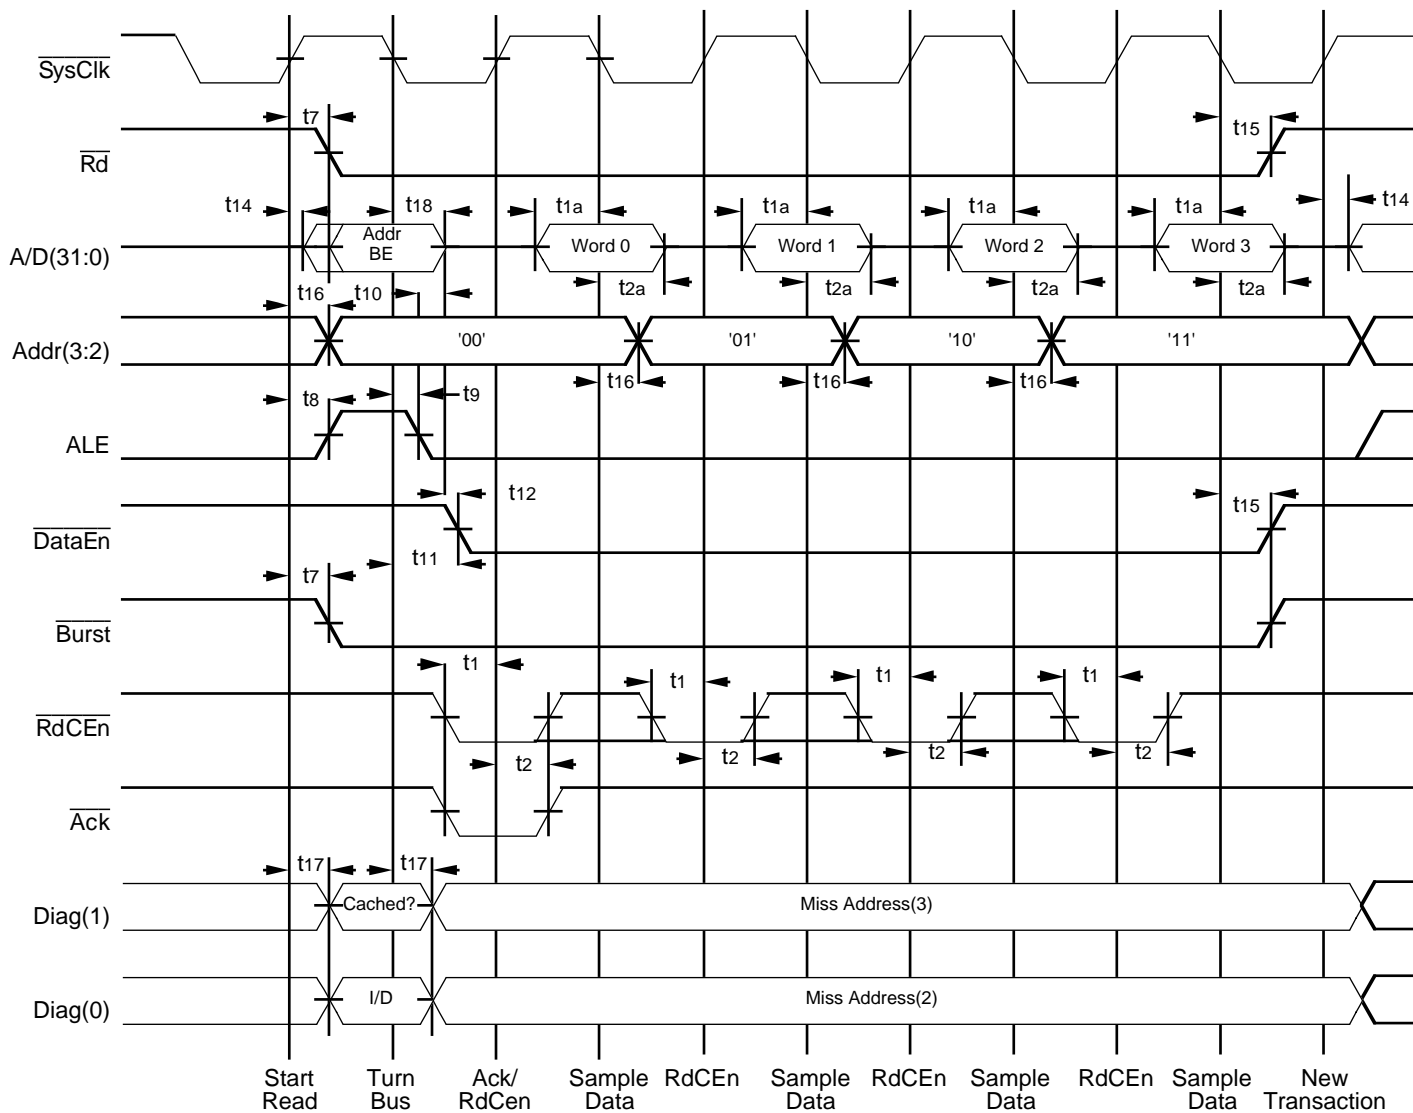 SysClk
t7
t15
Rd
t14
t18
t1a
t1a
t1a
t1a
t14
A/D(31:0)
Addr
BE
Word 0
Word 1
Word 2
Word 3
t16
t10
t2a
t2a
t2a
t2a
Addr(3:2)
'00'
'01'
'10'
'11'
t16
t16
t16
t8
t9
ALE
t12
t15
DataEn
t11
t7
Burst
t1
t1
t1
t1
RdCEn
t2
t2
t2
t2
Ack
t17
t17
Diag(1)
Cached?
Miss Address(3)
Diag(0)
I/D
Miss Address(2)
Start
Read
Turn
Bus
Ack/
RdCen
Sample
Data
RdCEn
Sample
Data
RdCEn
Sample
Data
RdCEn
Sample
Data
New
Transaction